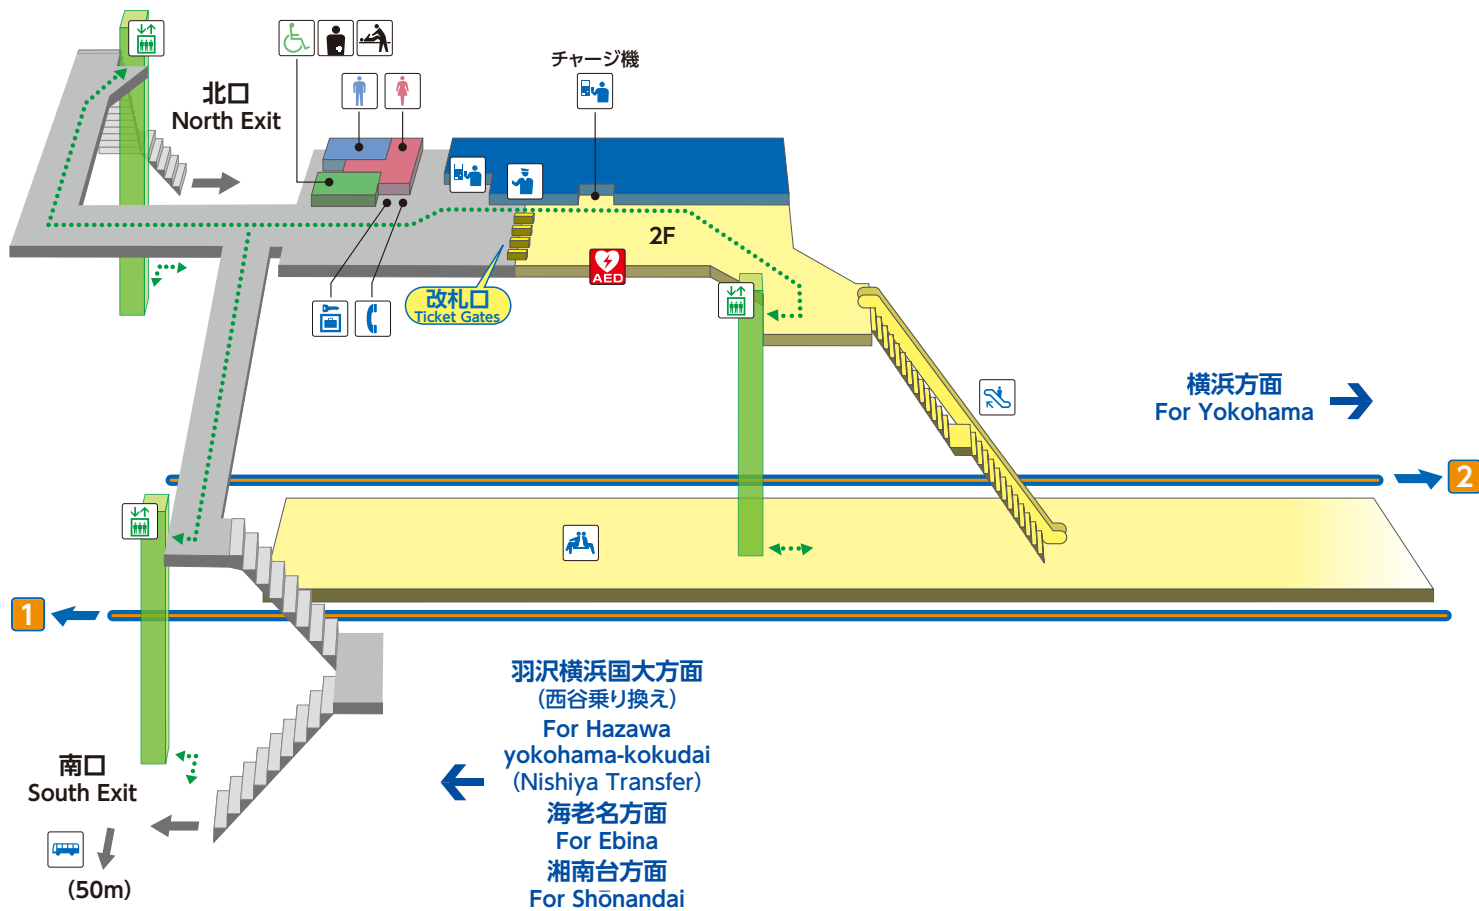 チャージ機
北口
North Exit
2F
AED
改札口
Ticket Gates
横浜方面
For Yokohama
2
1
羽沢横浜国大方面
(西谷乗り換え)
For Hazawa
yokohama-kokudai
(Nishiya Transfer)
海老名方面
For Ebina
湘南台方面
For Shōnandai
南口
South Exit
(50m)